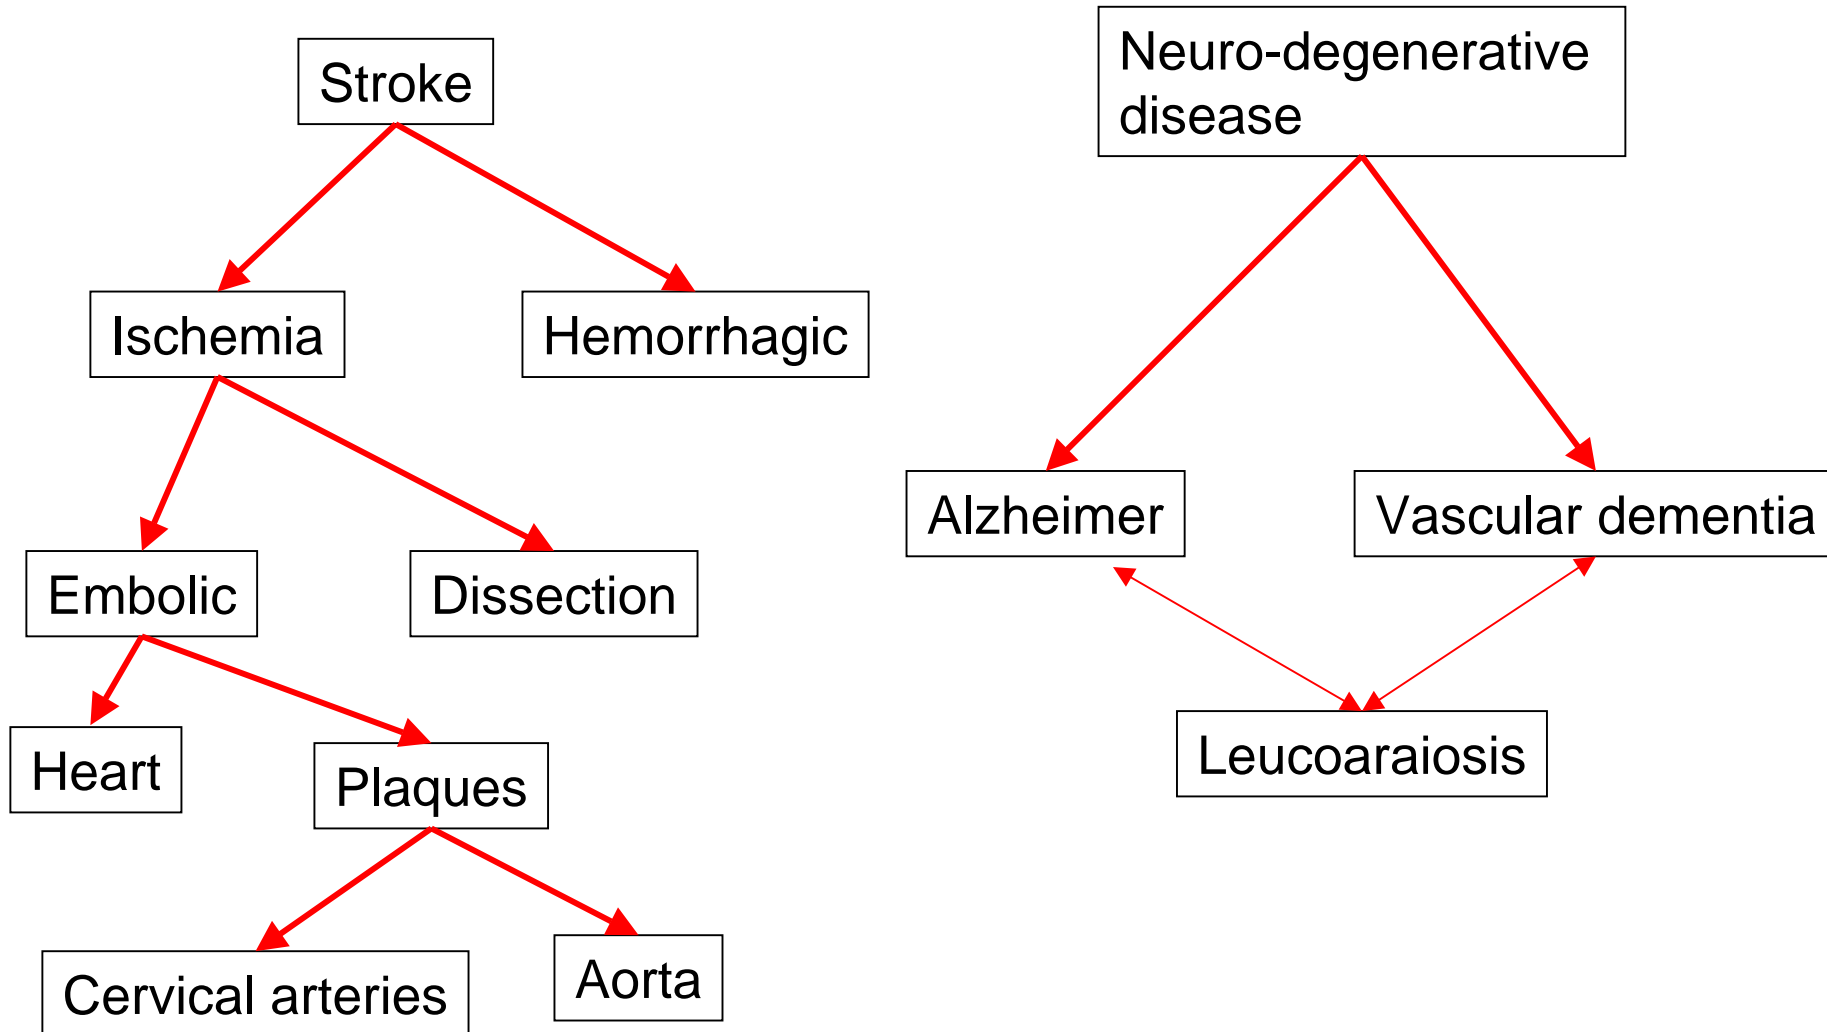 Stroke
Neuro-degenerative
disease
Ischemia
Hemorrhagic
Alzheimer
Vascular dementia
Embolic
Dissection
Heart
Plaques
Leucoaraiosis
Cervical arteries
Aorta